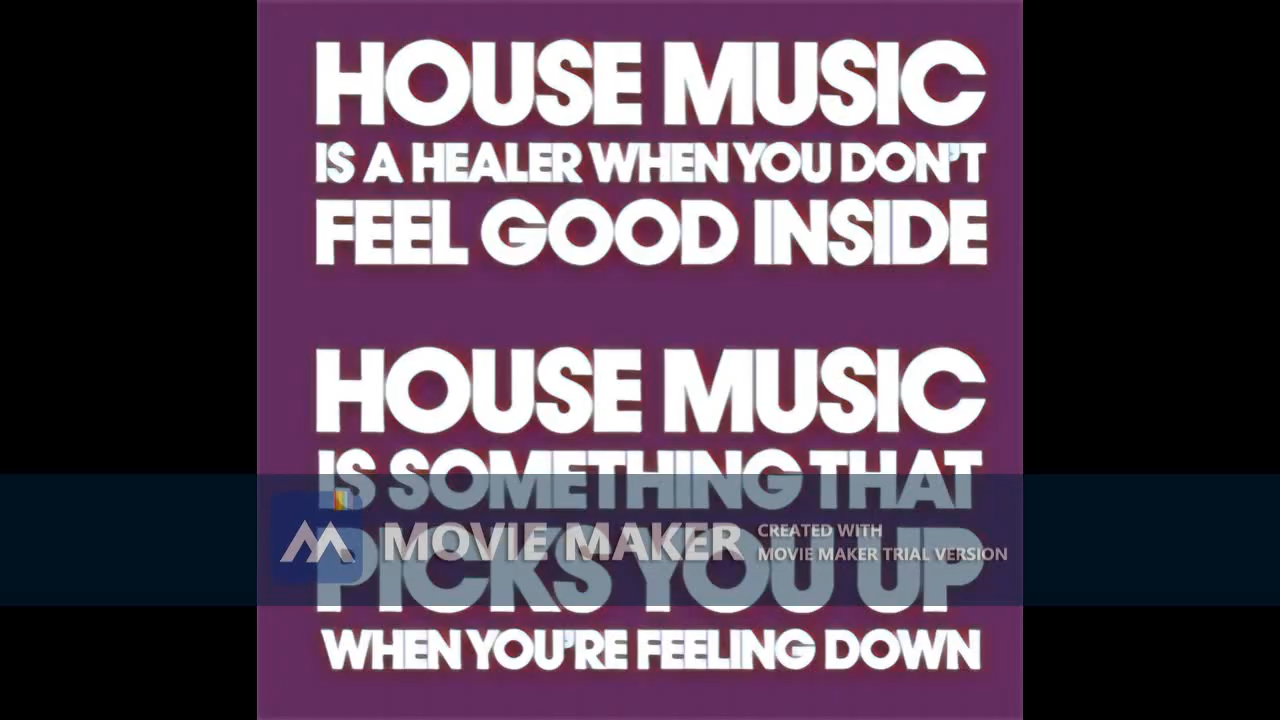 HOUSE MUSIC
IS A HEALER WHEN YOU DON'T
FEEL GOOD INSIDE
HOUSE MUSIC
IS SOMETHING THAT
PICKS YOU UP
MOVIE MAKER
CREATED WITH
MOVIE MAKER TRIAL VERSION
WHEN YOU'RE FEELING DOWN